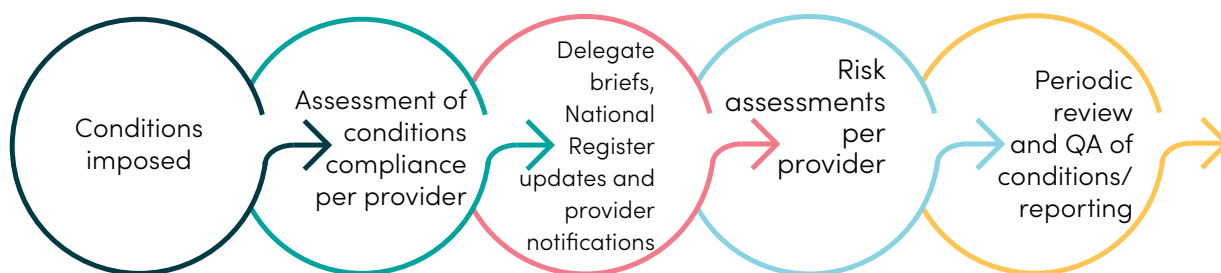 Conditions
imposed
Assessment of
conditions
compliance
per provider
Delegate
briefs,
National
Register
updates and
provider
notifications
Risk
assessments
per
provider
Periodic
review
and QA of
conditions/
reporting